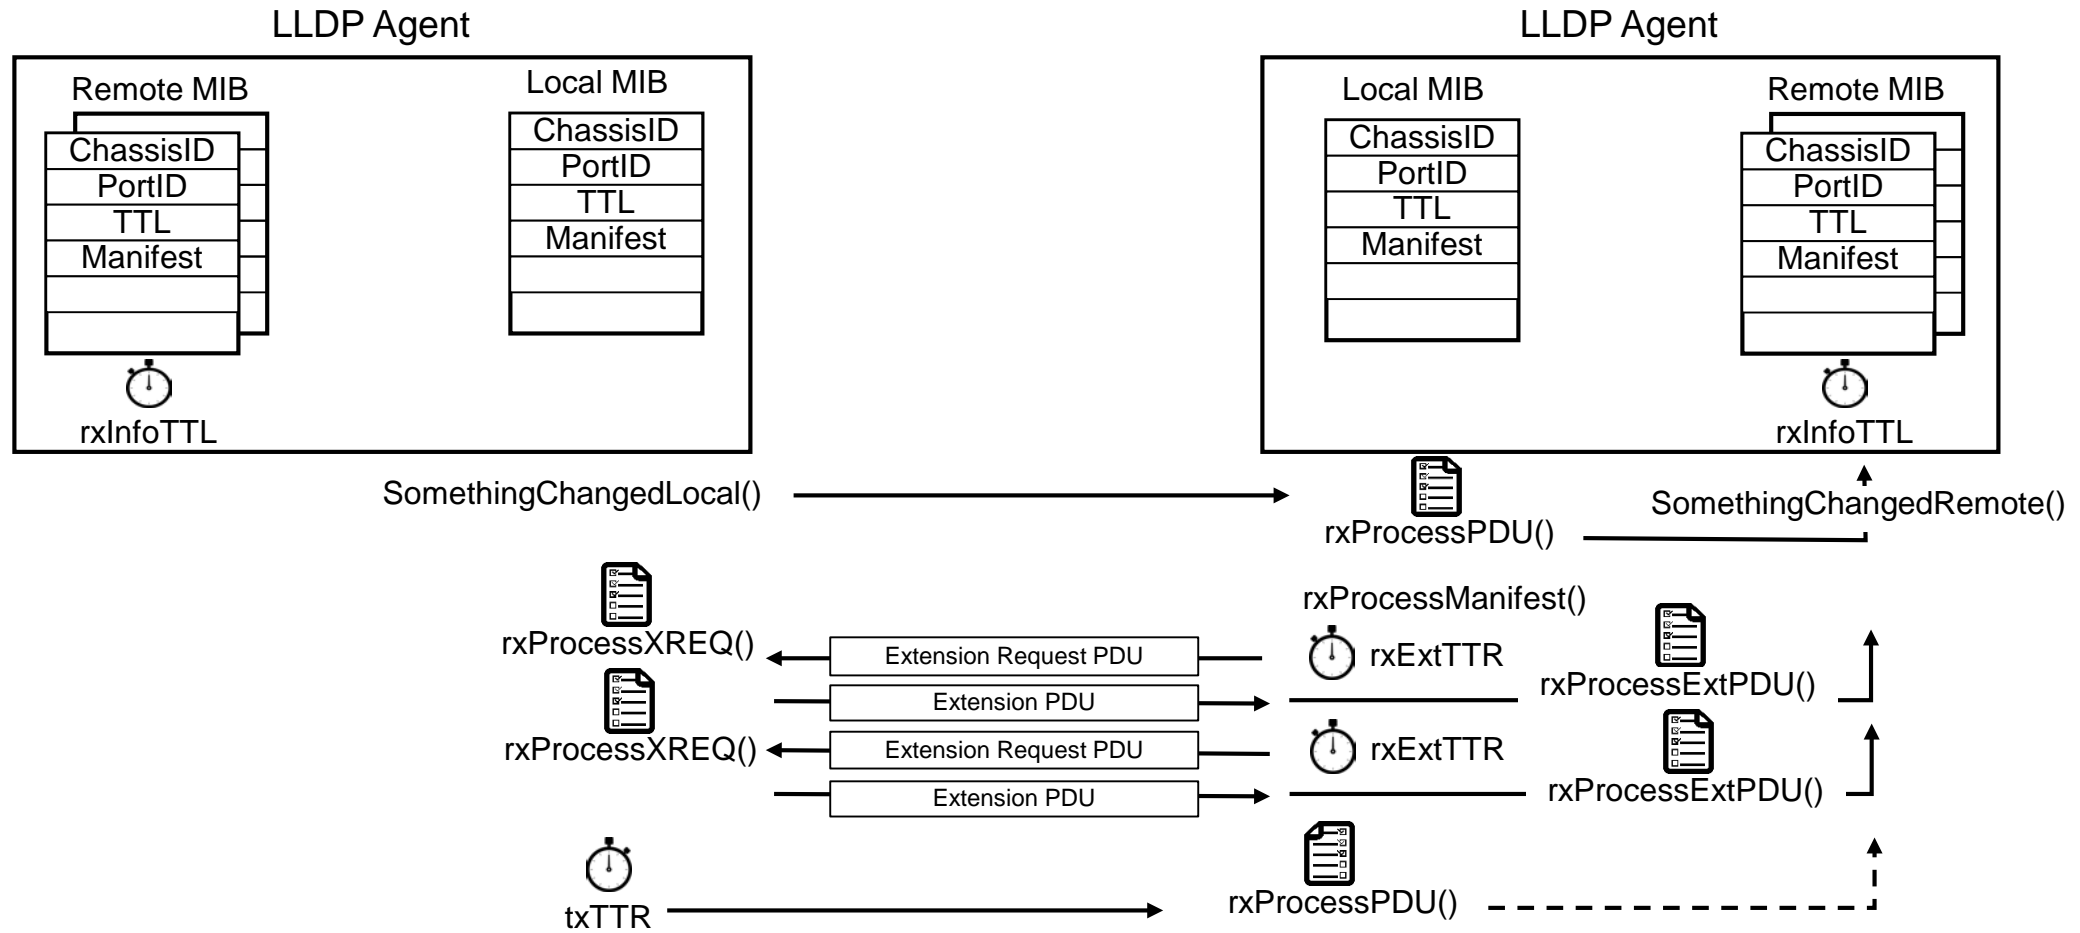 LLDP Agent
Remote MIB
ChassisID
PortID
TTL
Manifest
rxInfoTTL
Local MIB
ChassisID
PortID
TTL
Manifest
LLDP Agent
Local MIB
ChassisID
PortID
TTL
Manifest
Remote MIB
ChassisID
PortID
TTL
Manifest
rxInfoTTL
SomethingChangedLocal()
rxProcessPDU()
SomethingChangedRemote()
rxProcessManifest()
rxProcessXREQ()
Extension Request PDU
rxExtTTR
Extension PDU
rxProcessExtPDU()
rxProcessXREQ()
Extension Request PDU
rxExtTTR
Extension PDU
rxProcessExtPDU()
txTTR
rxProcessPDU()